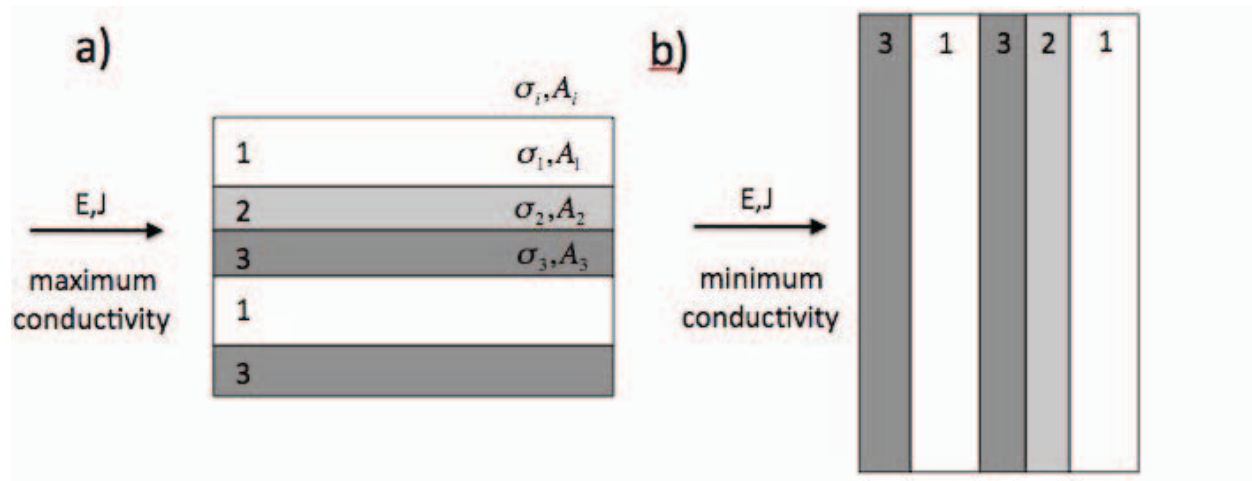 a)
σᵢ,Aᵢ
1 σ₁,A₁
2 σ₂,A₂
3 σ₃,A₃
1
3
E,J
maximum
conductivity
b)
3 1 3 2 1
E,J
minimum
conductivity